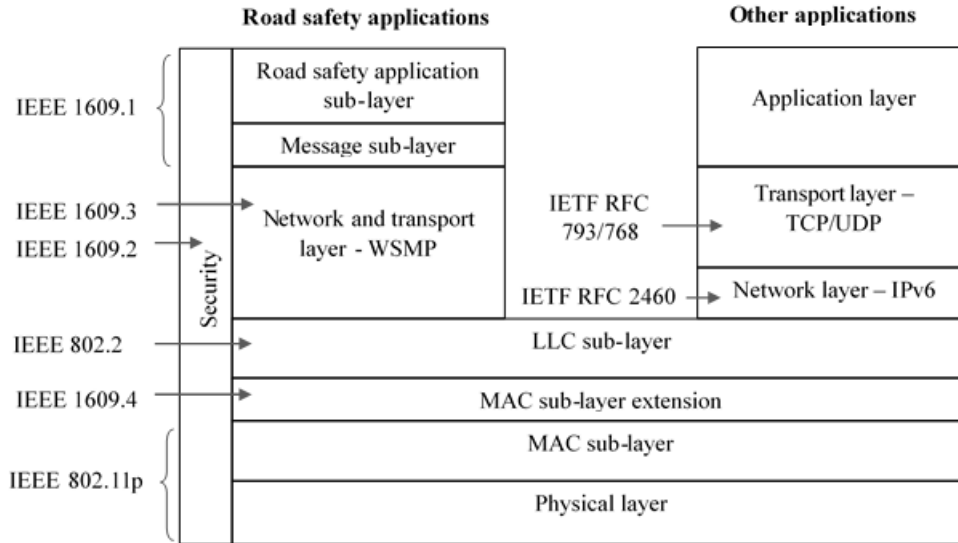 Road safety applications
Other applications
IEEE 1609.1
Road safety application
sub-layer
Message sub-layer
Application layer
IEEE 1609.3
IEEE 1609.2
Security
Network and transport
layer - WSMP
IETF RFC
793/768
Transport layer –
TCP/UDP
IETF RFC 2460
Network layer – IPv6
IEEE 802.2
LLC sub-layer
IEEE 1609.4
MAC sub-layer extension
IEEE 802.11p
MAC sub-layer
Physical layer